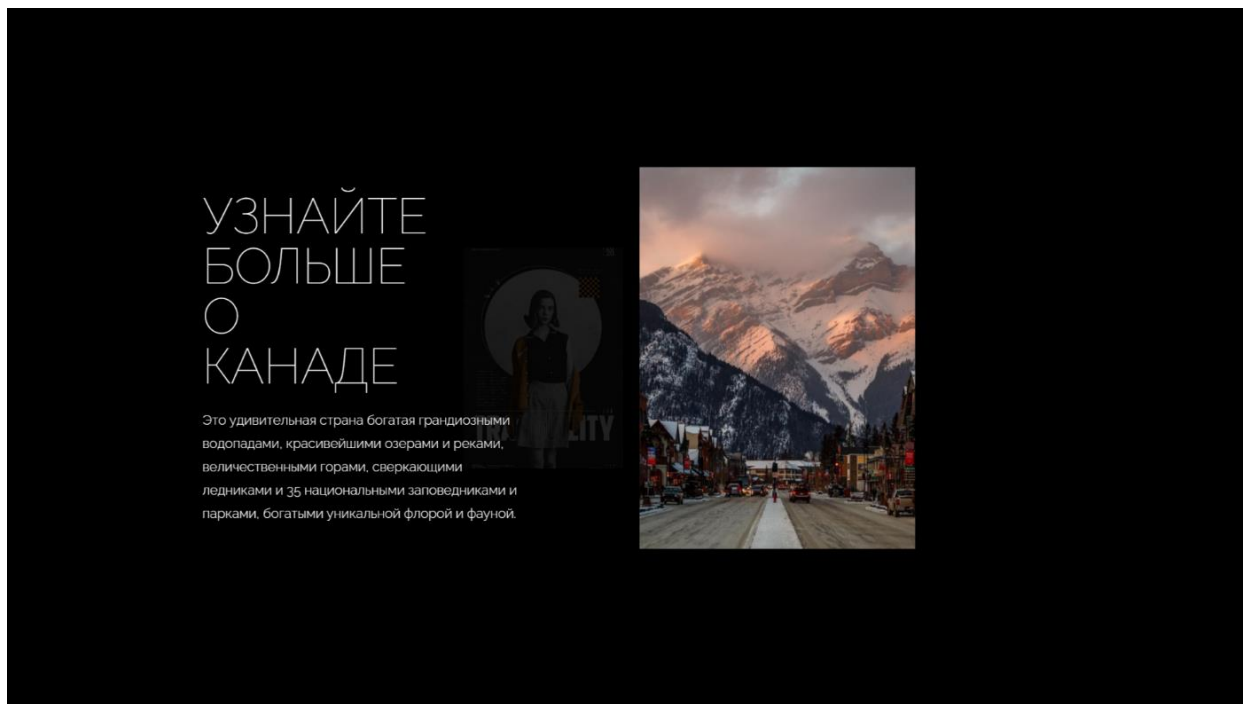 УЗНАЙТЕ
БОЛЬШЕ
О
КАНАДЕ
Это удивительная страна богатая грандиозными
водопадами, красивейшими озерами и реками,
величественными горами, сверкающими
ледниками и 35 национальными заповедниками и
парками, богатыми уникальной флорой и фауной.